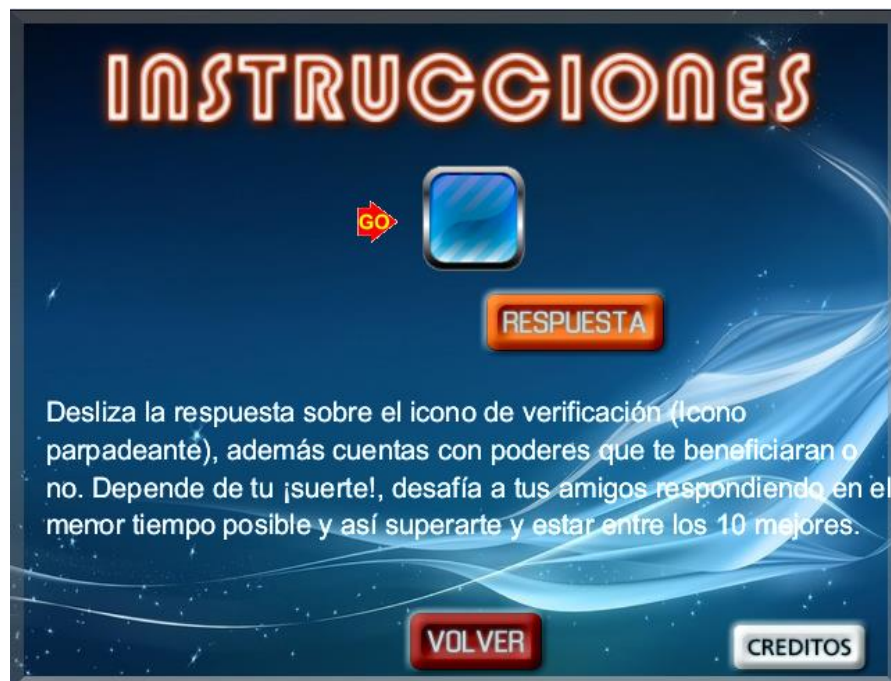 INSTRUCCIONES
GO
RESPUESTA
Desliza la respuesta sobre el icono de verificación (Icono
parpadeante), además cuentas con poderes que te beneficiaran o
no. Depende de tu ¡suerte!, desafía a tus amigos respondiendo en el
menor tiempo posible y así superarte y estar entre los 10 mejores.
VOLVER
CREDITOS